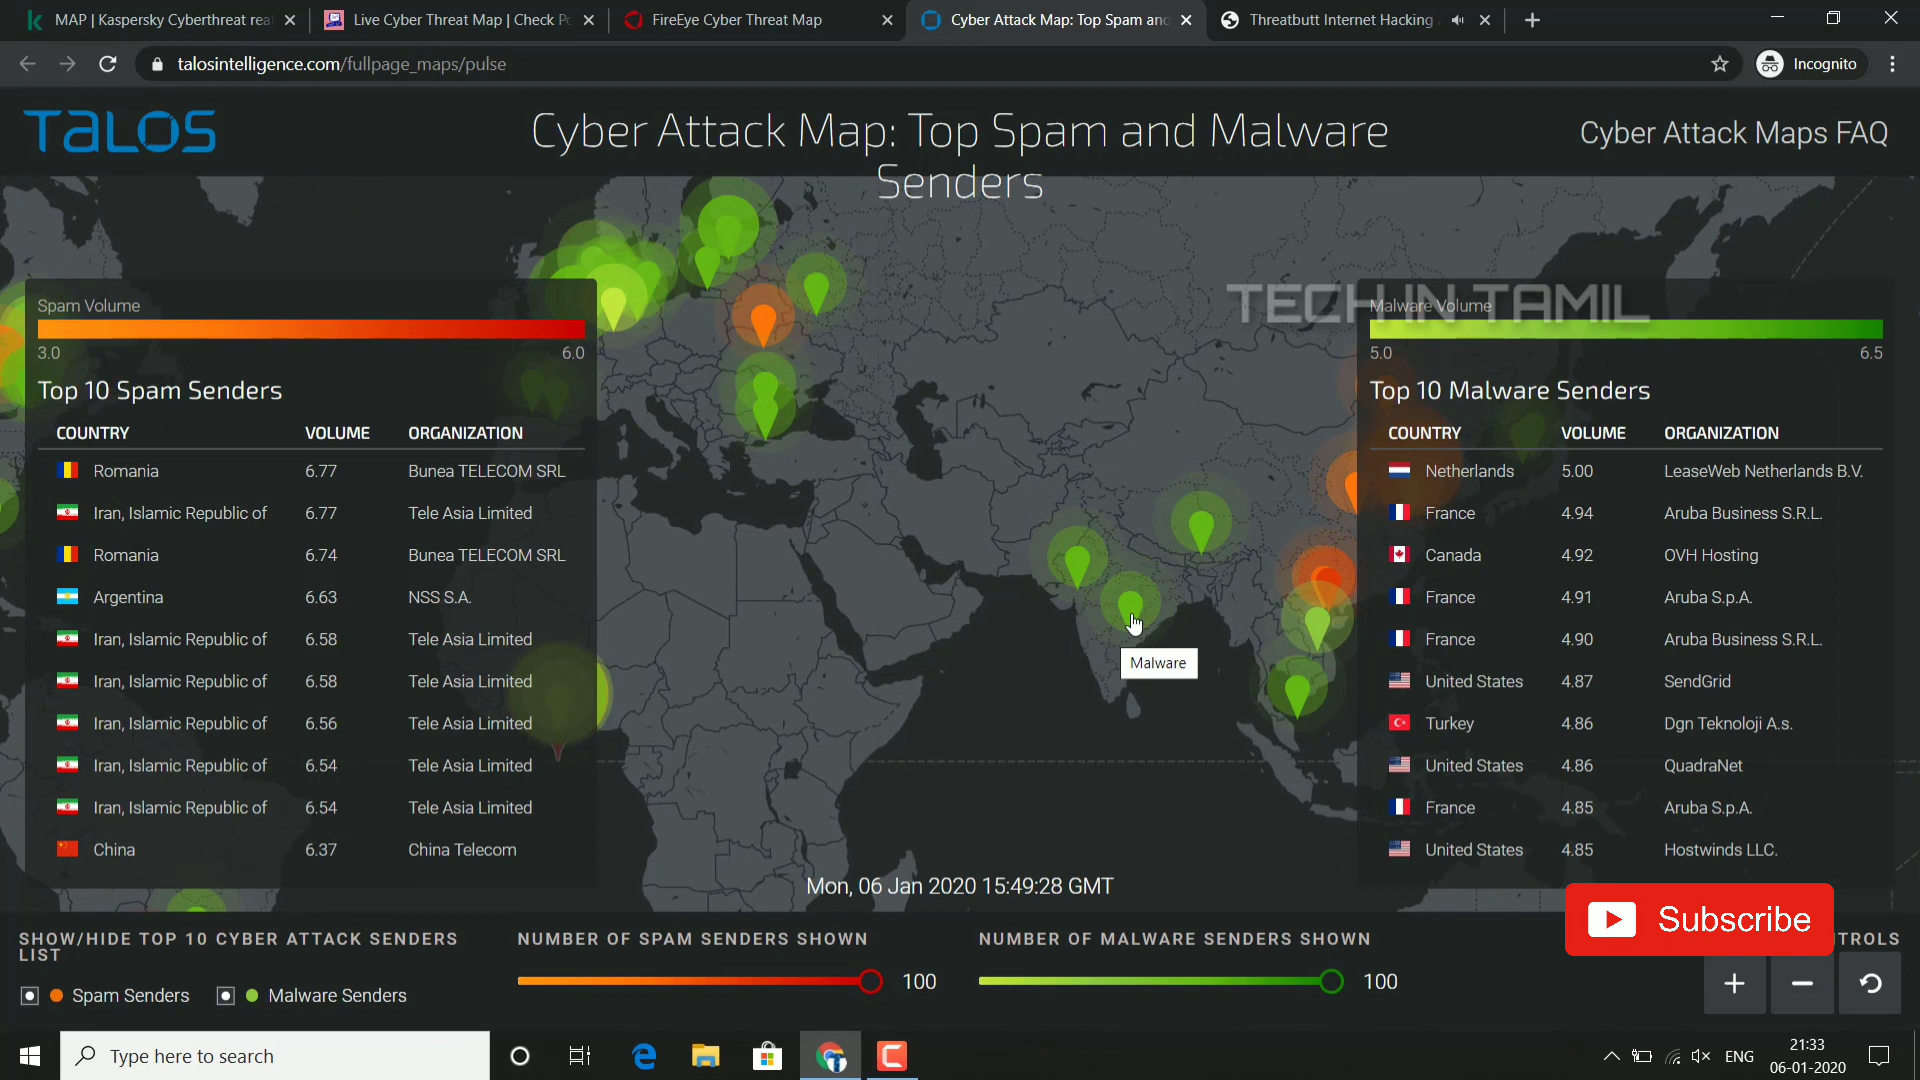 MAP | Kaspersky Cyberthreat rea
Live Cyber Threat Map | Check P
FireEye Cyber Threat Map
Cyber Attack Map: Top Spam and
Threatbutt Internet Hacking
talosintelligence.com/fullpage_maps/pulse
Incognito
TALOS
Cyber Attack Map: Top Spam and Malware
Senders
Cyber Attack Maps FAQ
TECH IN TAMIL
Spam Volume
3.0 6.0
Top 10 Spam Senders
COUNTRY VOLUME ORGANIZATION
Romania 6.77 Bunea TELECOM SRL
Iran, Islamic Republic of 6.77 Tele Asia Limited
Romania 6.74 Bunea TELECOM SRL
Argentina 6.63 NSS S.A.
Iran, Islamic Republic of 6.58 Tele Asia Limited
Iran, Islamic Republic of 6.58 Tele Asia Limited
Iran, Islamic Republic of 6.56 Tele Asia Limited
Iran, Islamic Republic of 6.54 Tele Asia Limited
Iran, Islamic Republic of 6.54 Tele Asia Limited
China 6.37 China Telecom
Malware
Malware Volume
5.0 6.5
Top 10 Malware Senders
COUNTRY VOLUME ORGANIZATION
Netherlands 5.00 LeaseWeb Netherlands B.V.
France 4.94 Aruba Business S.R.L.
Canada 4.92 OVH Hosting
France 4.91 Aruba S.p.A.
France 4.90 Aruba Business S.R.L.
United States 4.87 SendGrid
Turkey 4.86 Dgn Teknoloji A.s.
United States 4.86 QuadraNet
France 4.85 Aruba S.p.A.
United States 4.85 Hostwinds LLC.
Mon, 06 Jan 2020 15:49:28 GMT
Subscribe
SHOW/HIDE TOP 10 CYBER ATTACK SENDERS
LIST
Spam Senders Malware Senders
NUMBER OF SPAM SENDERS SHOWN
100
NUMBER OF MALWARE SENDERS SHOWN
100
TROLS
Type here to search
ENG
21:33
06-01-2020